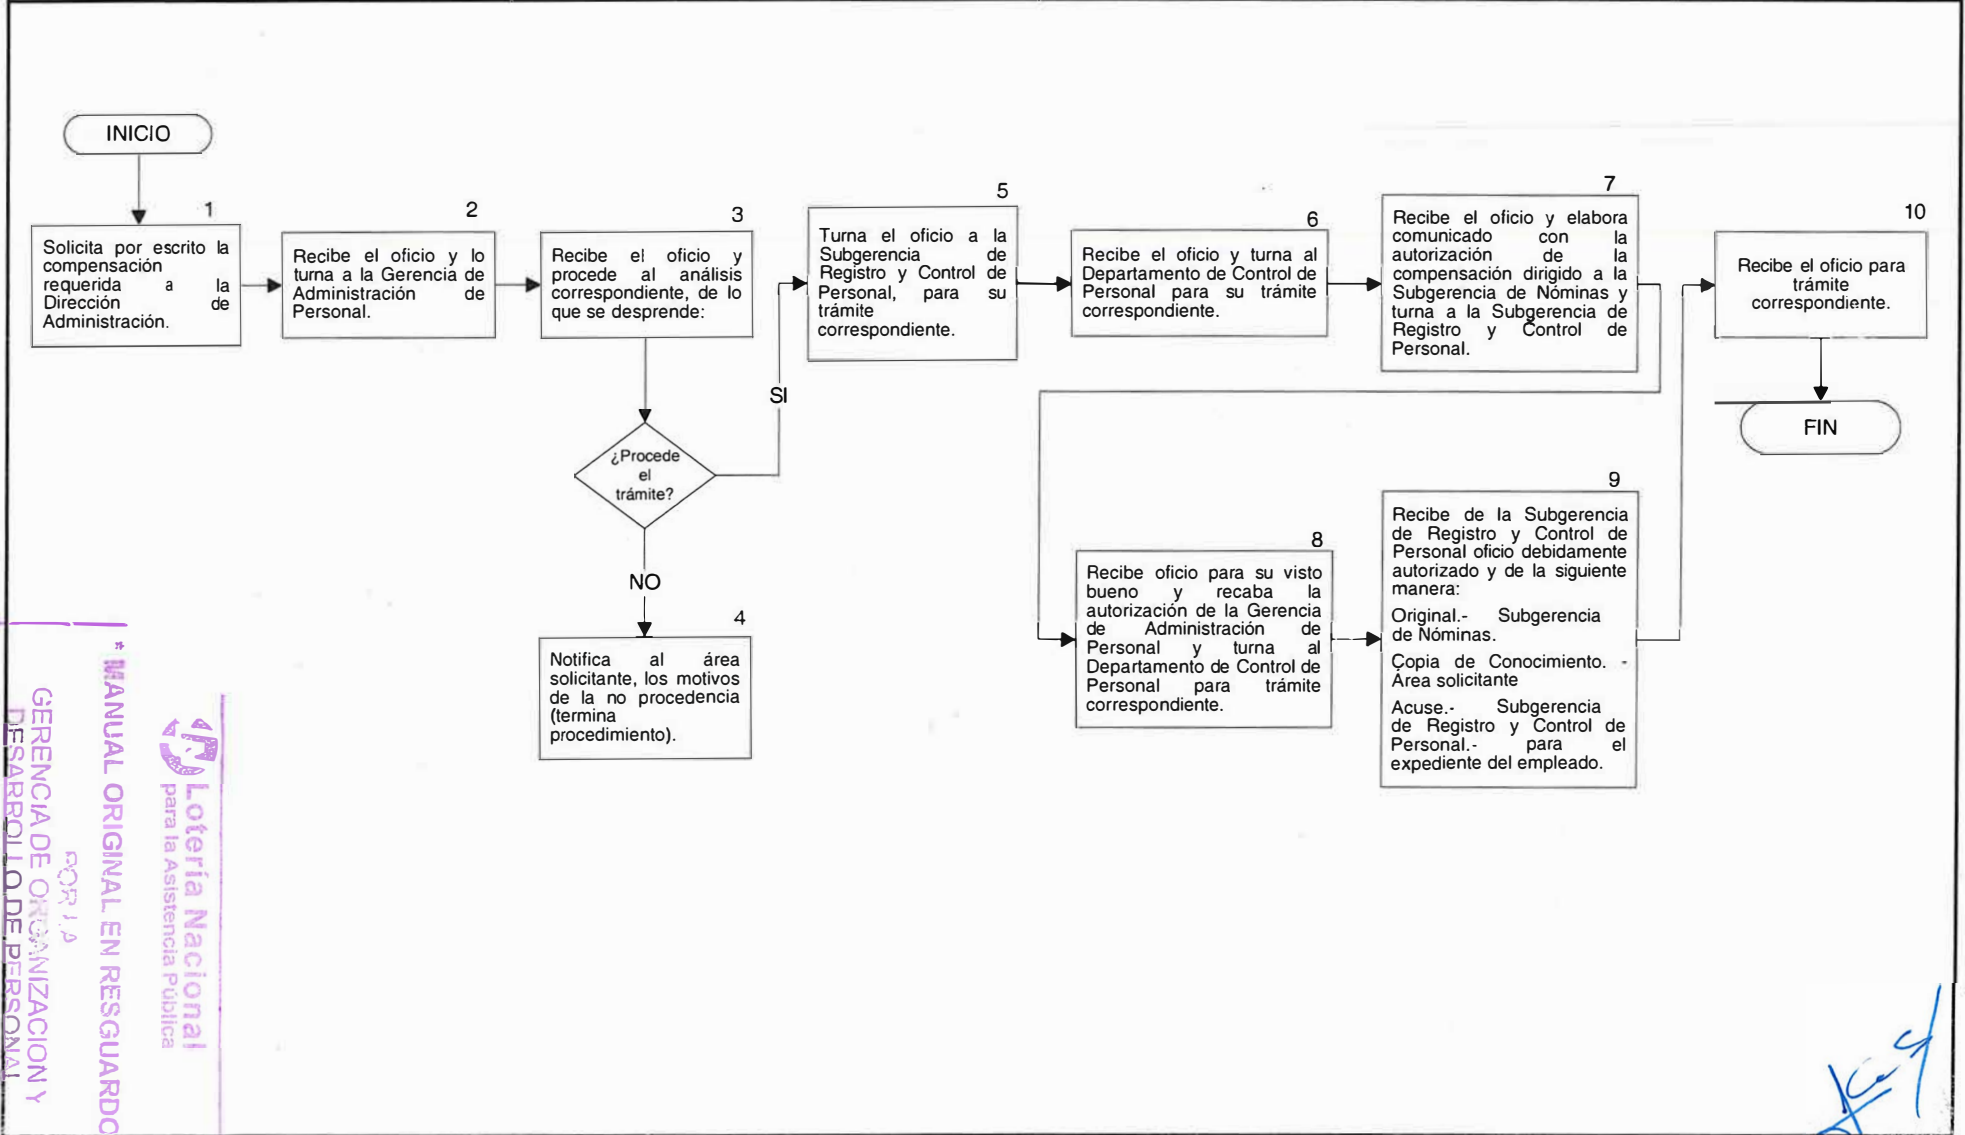 INICIO
1
Solicita por escrito la
compensación
requerida a la
Dirección de
Administración.
2
Recibe el oficio y lo
turna a la Gerencia de
Administración de
Personal.
3
Recibe el oficio y
procede al análisis
correspondiente, de lo
que se desprende:
¿Procede
el
trámite?
SI
NO
4
Notifica al área
solicitante, los motivos
de la no procedencia
(termina
procedimiento).
5
Turna el oficio a la
Subgerencia de
Registro y Control de
Personal, para su
trámite
correspondiente.
6
Recibe el oficio y turna al
Departamento de Control de
Personal para su trámite
correspondiente.
7
Recibe el oficio y elabora
comunicado con la
autorización de la
compensación dirigido a la
Subgerencia de Nóminas y
turna a la Subgerencia de
Registro y Control de
Personal.
8
Recibe oficio para su visto
bueno y recaba la
autorización de la Gerencia
de Administración de
Personal y turna al
Departamento de Control de
Personal para trámite
correspondiente.
9
Recibe de la Subgerencia
de Registro y Control de
Personal oficio debidamente
autorizado y de la siguiente
manera:
Original.- Subgerencia
de Nóminas.
Copia de Conocimiento. -
Área solicitante
Acuse.- Subgerencia
de Registro y Control de
Personal.- para el
expediente del empleado.
10
Recibe el oficio para
trámite
correspondiente.
FIN
Lotería Nacional
para la Asistencia Pública
* MANUAL ORIGINAL EN RESGUARDO
POR LA
GERENCIA DE ORGANIZACION Y
DESARROLLO DE PERSONAL